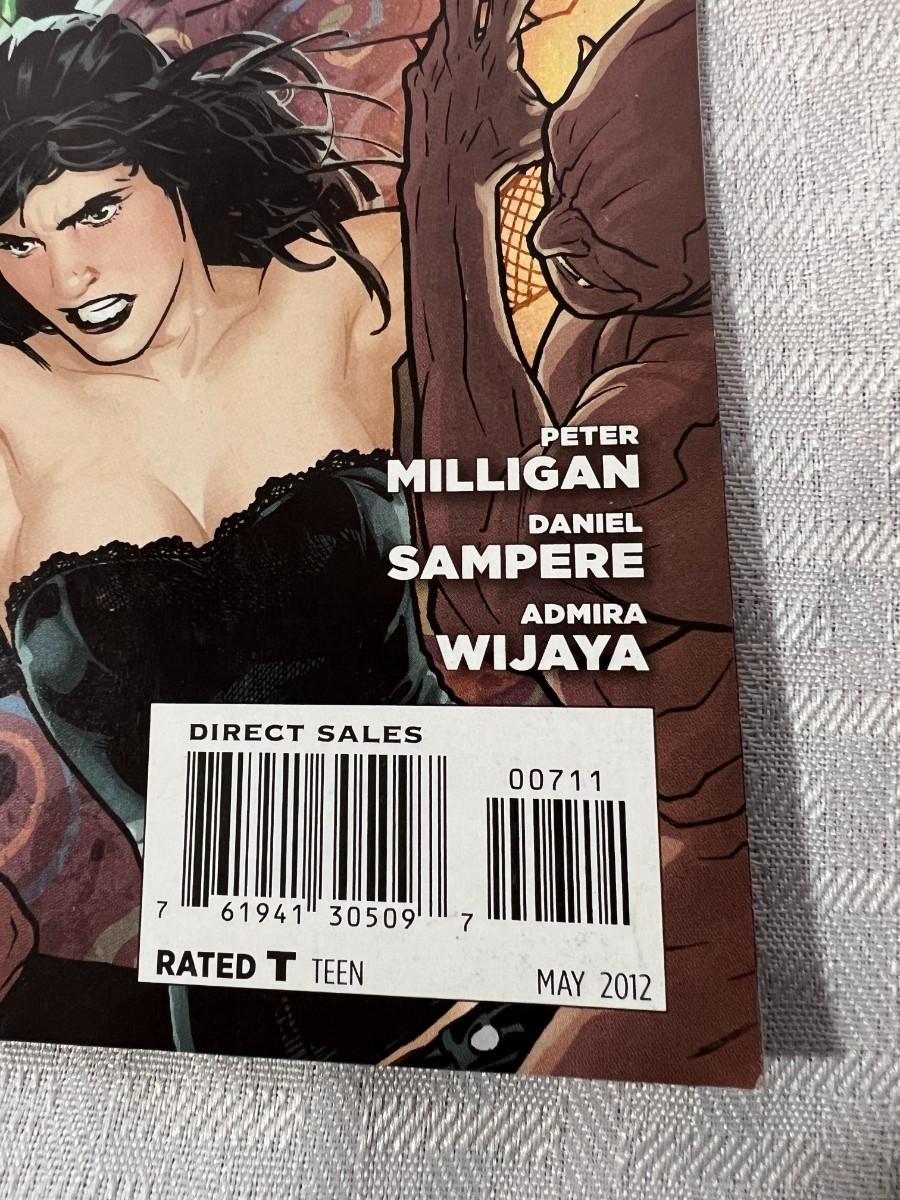 PETER
MILLIGAN
DANIEL
SAMPERE
ADMIRA
WIJAYA
DIRECT SALES
00711
7 61941 30509 7
RATED T TEEN
MAY 2012